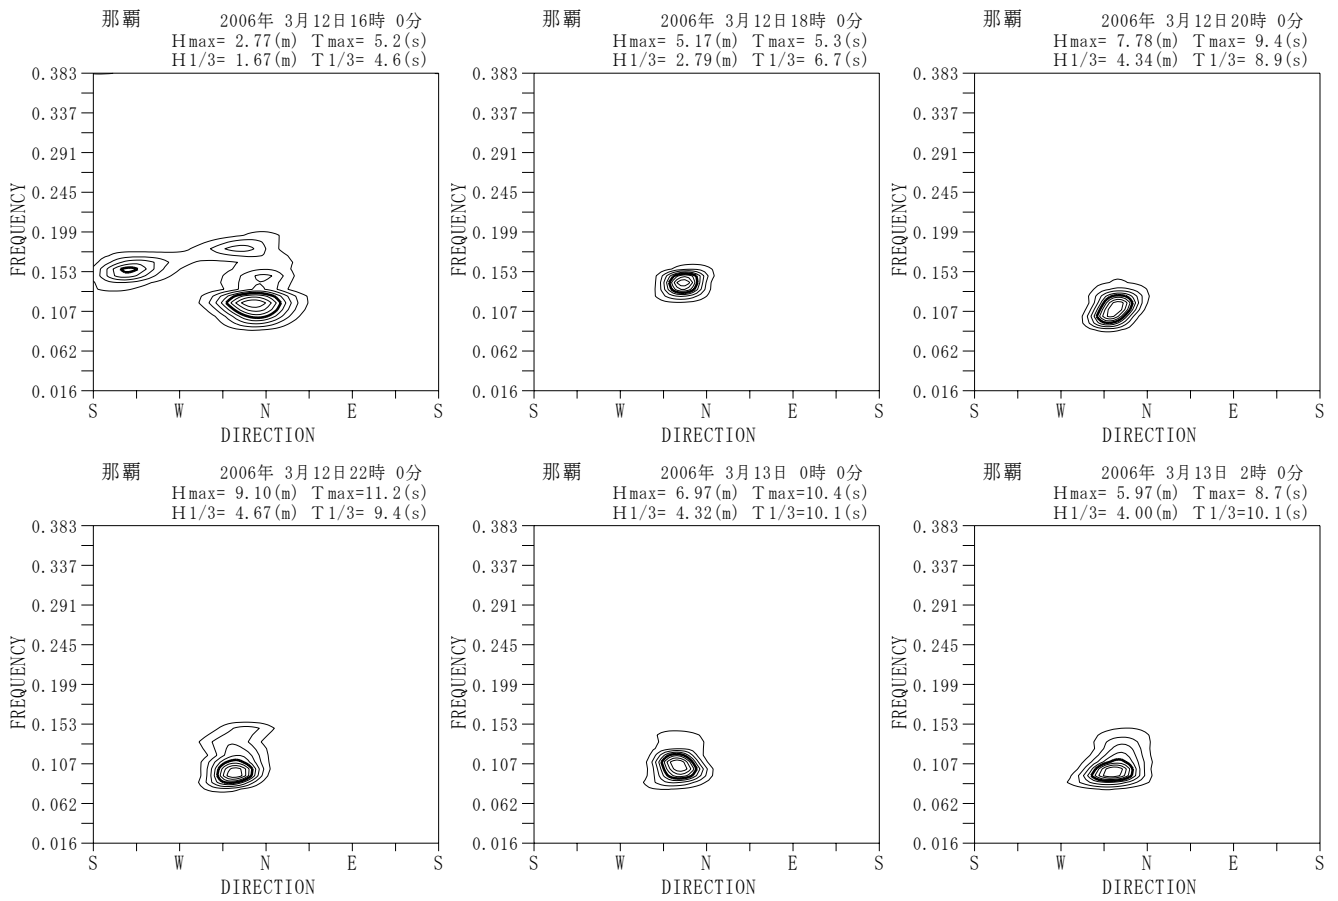 那覇 2006年 3月12日16時 0分
Hmax= 2.77(m) Tmax= 5.2(s)
H1/3= 1.67(m) T1/3= 4.6(s)
0.383
0.337
0.291
0.245
0.199
0.153
0.107
0.062
0.016
FREQUENCY
S W N E S
DIRECTION
那覇 2006年 3月12日18時 0分
Hmax= 5.17(m) Tmax= 5.3(s)
H1/3= 2.79(m) T1/3= 6.7(s)
0.383
0.337
0.291
0.245
0.199
0.153
0.107
0.062
0.016
FREQUENCY
S W N E S
DIRECTION
那覇 2006年 3月12日20時 0分
Hmax= 7.78(m) Tmax= 9.4(s)
H1/3= 4.34(m) T1/3= 8.9(s)
0.383
0.337
0.291
0.245
0.199
0.153
0.107
0.062
0.016
FREQUENCY
S W N E S
DIRECTION
那覇 2006年 3月12日22時 0分
Hmax= 9.10(m) Tmax=11.2(s)
H1/3= 4.67(m) T1/3= 9.4(s)
0.383
0.337
0.291
0.245
0.199
0.153
0.107
0.062
0.016
FREQUENCY
S W N E S
DIRECTION
那覇 2006年 3月13日 0時 0分
Hmax= 6.97(m) Tmax=10.4(s)
H1/3= 4.32(m) T1/3=10.1(s)
0.383
0.337
0.291
0.245
0.199
0.153
0.107
0.062
0.016
FREQUENCY
S W N E S
DIRECTION
那覇 2006年 3月13日 2時 0分
Hmax= 5.97(m) Tmax= 8.7(s)
H1/3= 4.00(m) T1/3=10.1(s)
0.383
0.337
0.291
0.245
0.199
0.153
0.107
0.062
0.016
FREQUENCY
S W N E S
DIRECTION